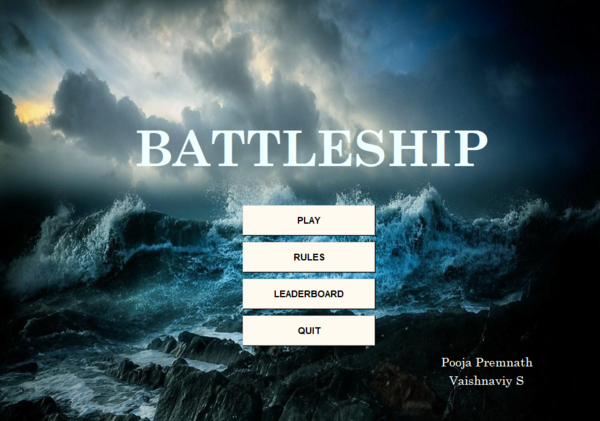 BATTLESHIP
PLAY
RULES
LEADERBOARD
QUIT
Pooja Premnath
Vaishnaviy S